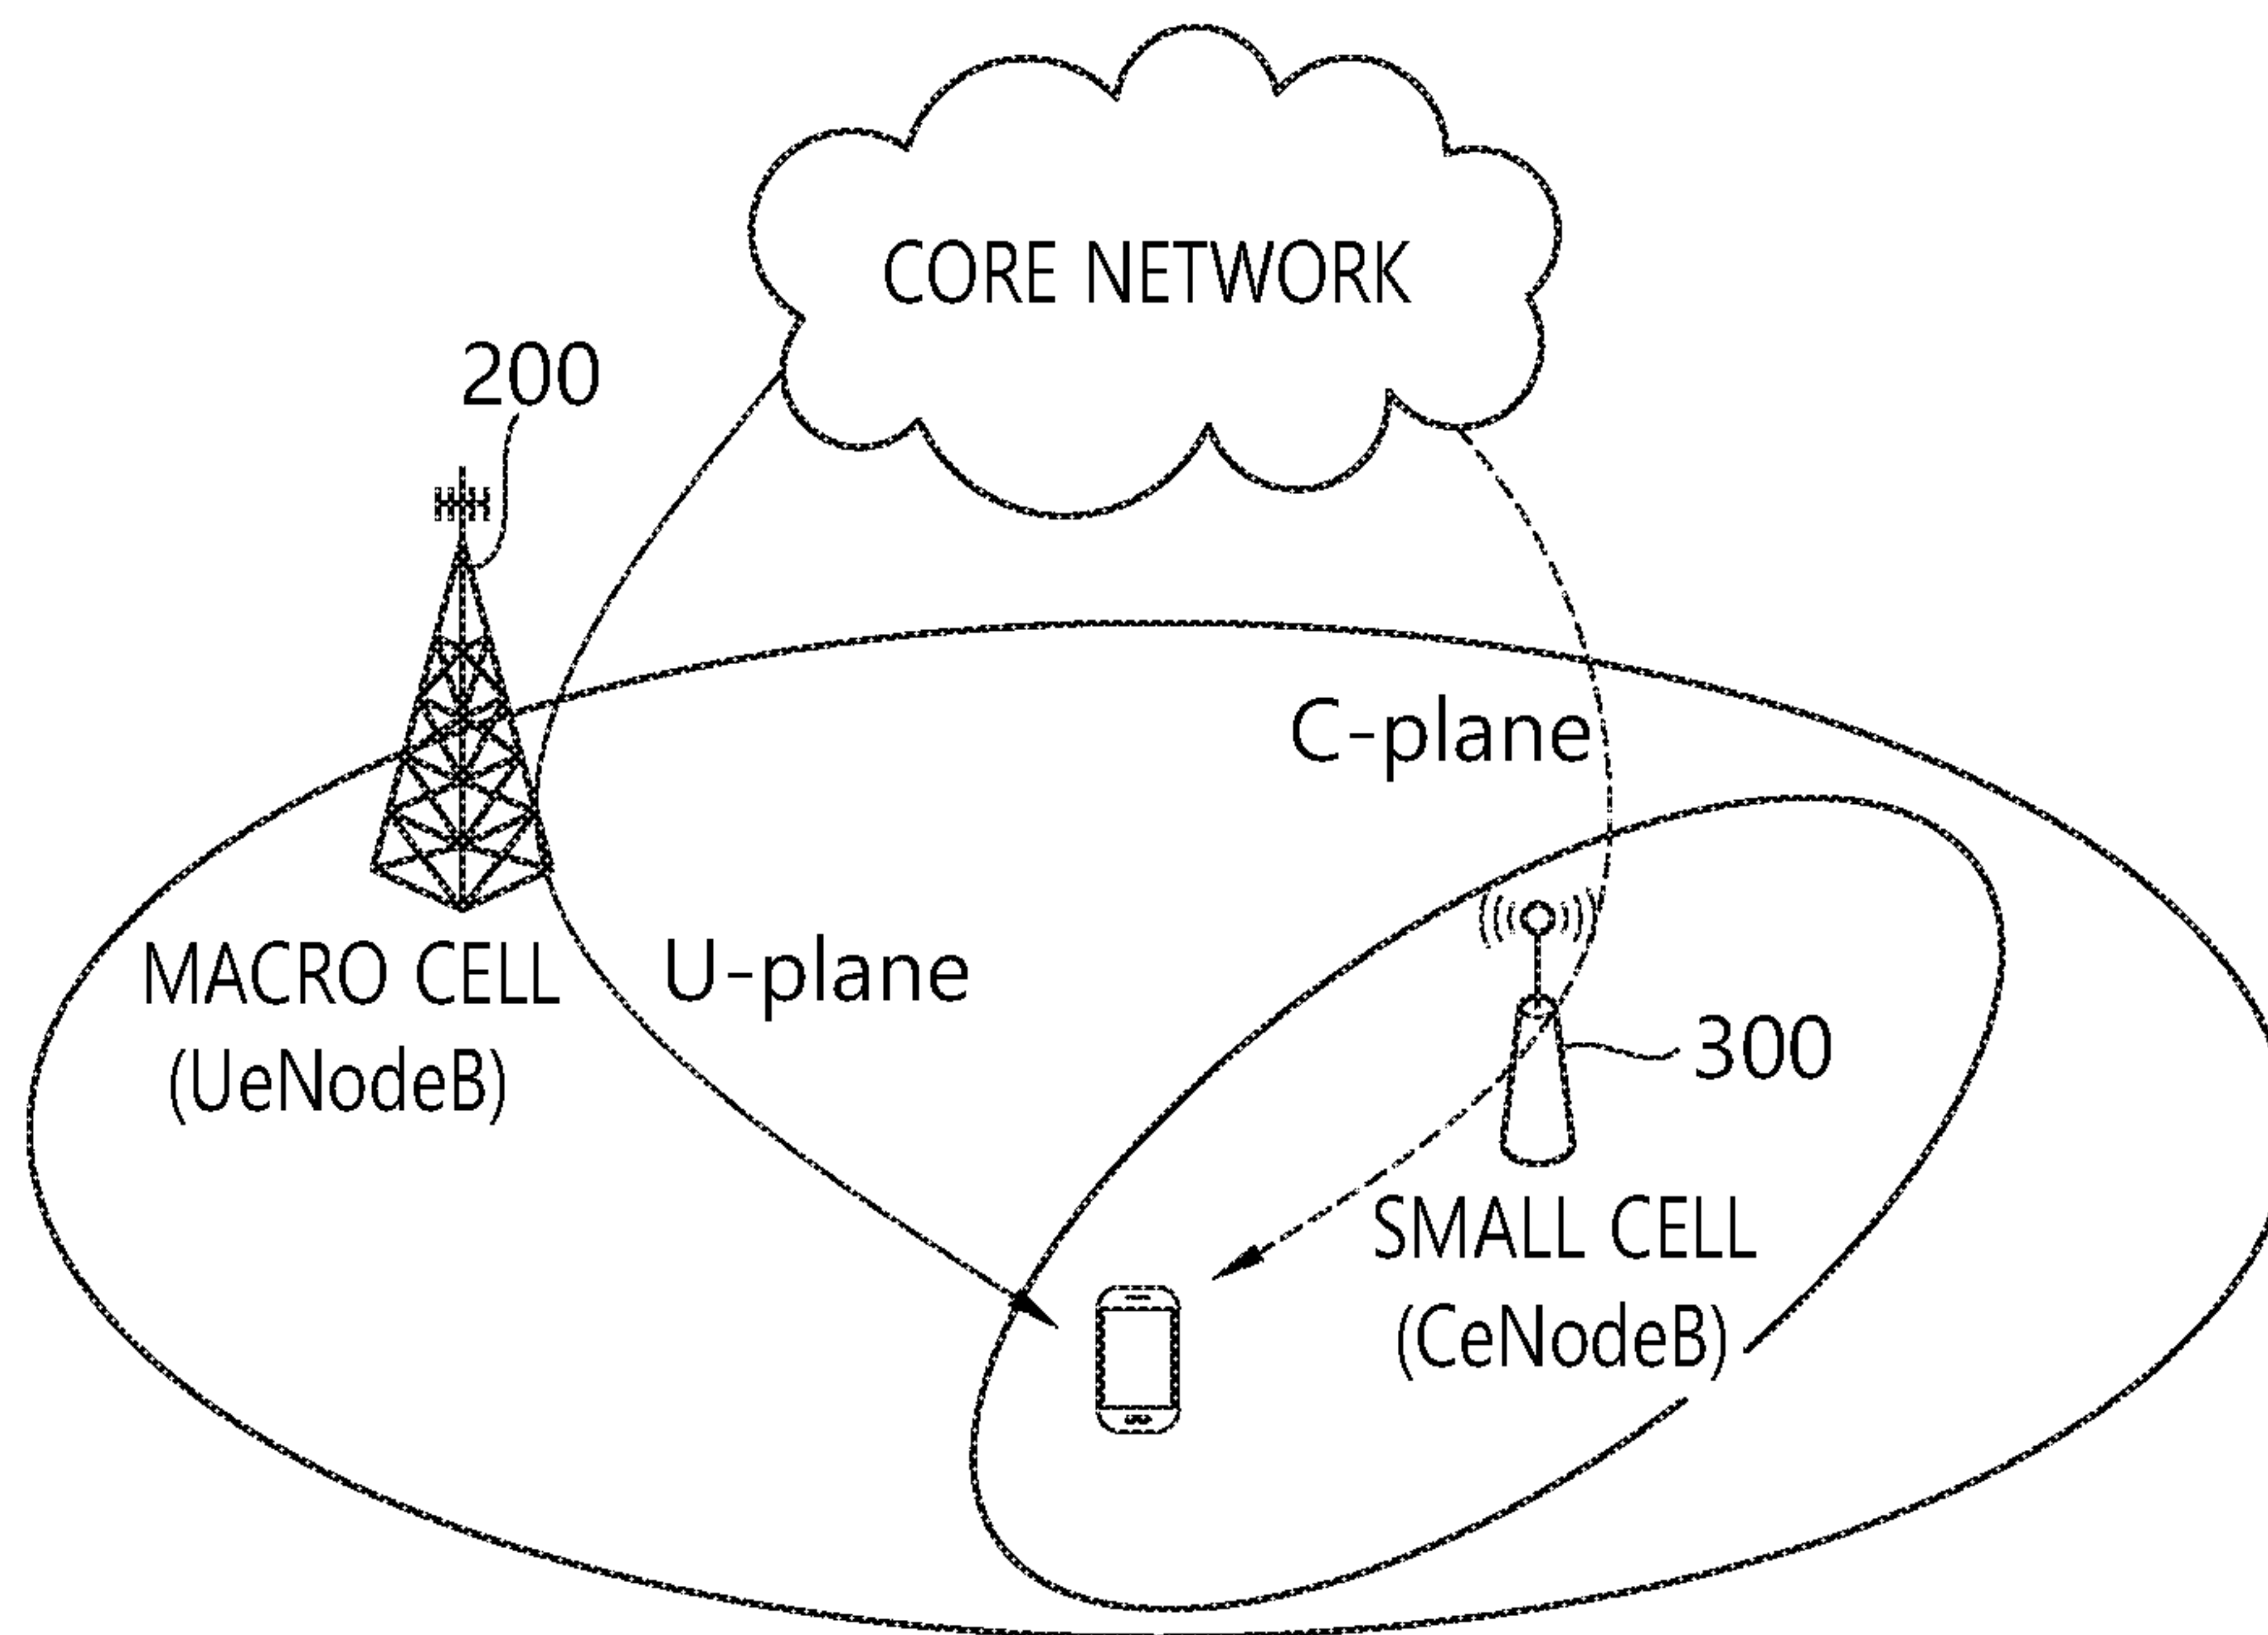 CORE NETWORK
200
C-plane
MACRO CELL
(UeNodeB)
U-plane
300
SMALL CELL
(CeNodeB)